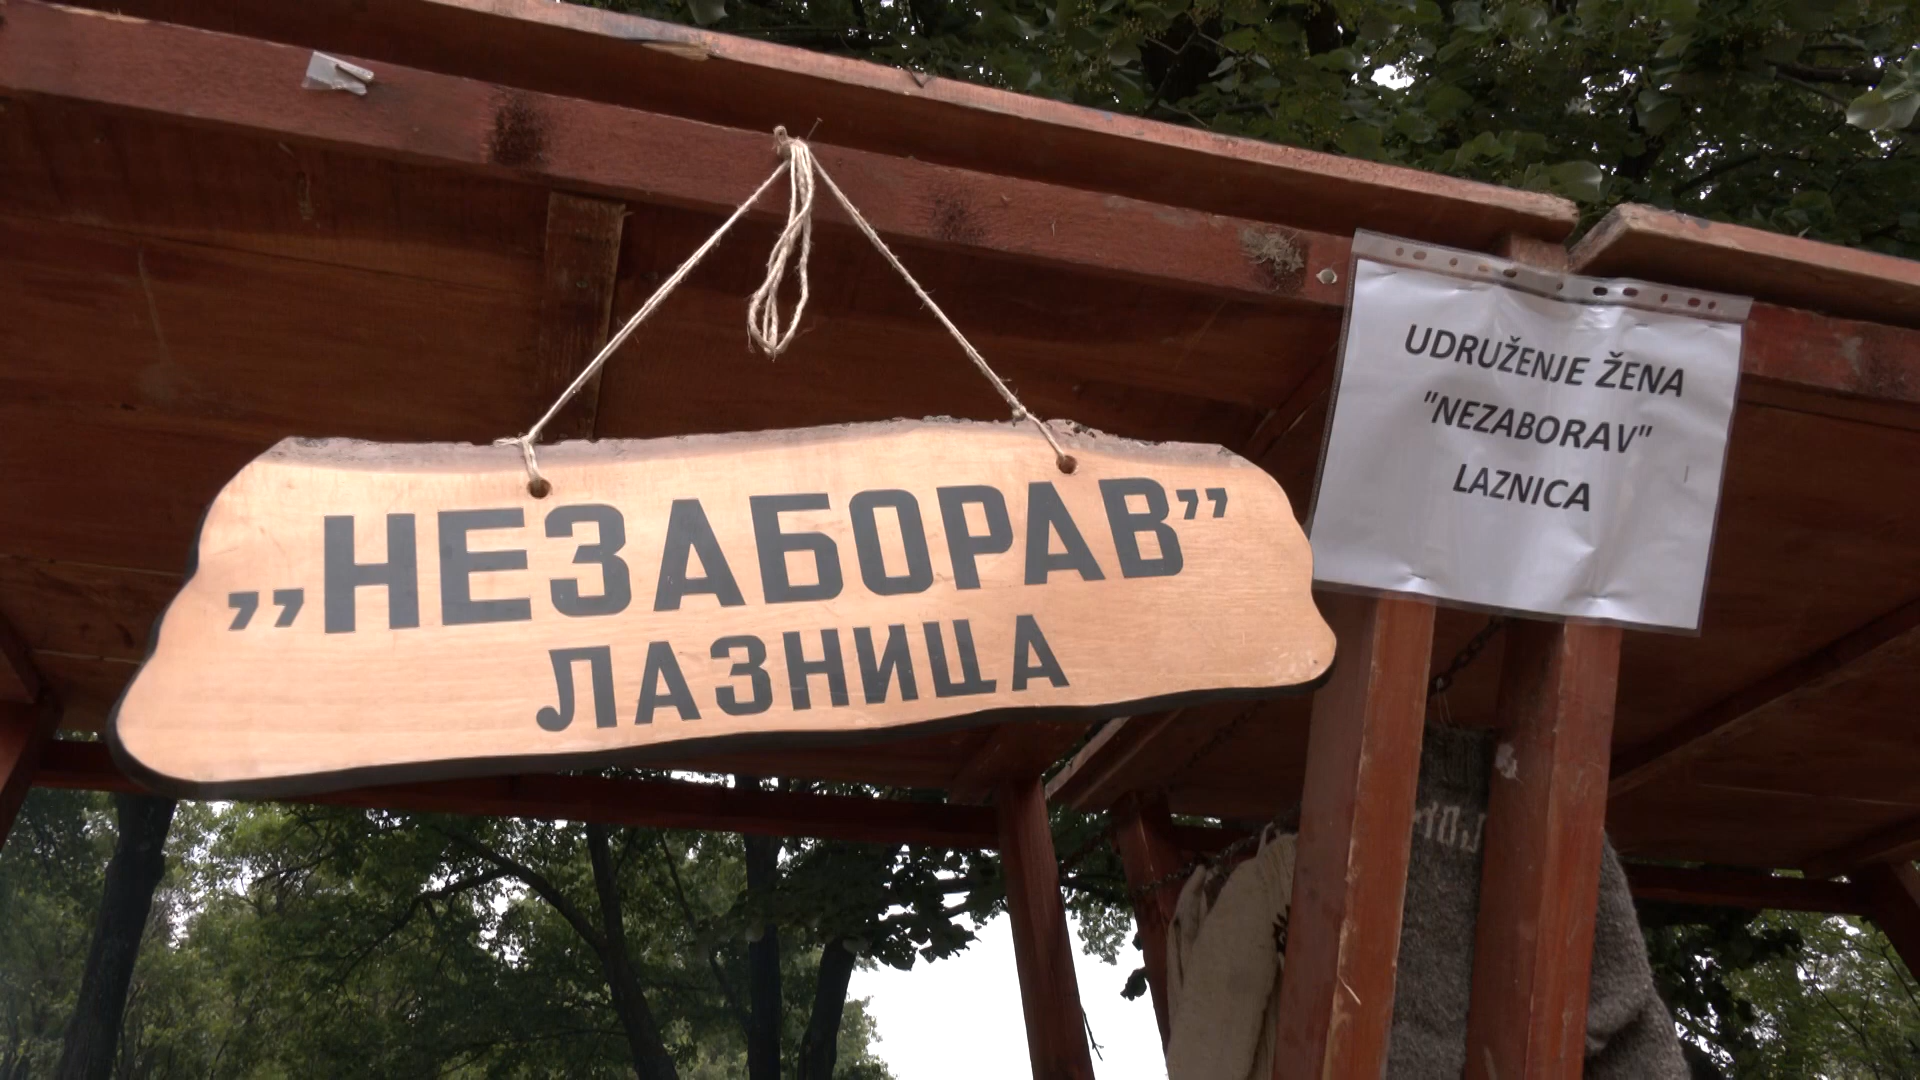 „НЕЗАБОРАВ”
ЛАЗНИЦА
UDRUŽENJE ŽENA
"NEZABORAV"
LAZNICA